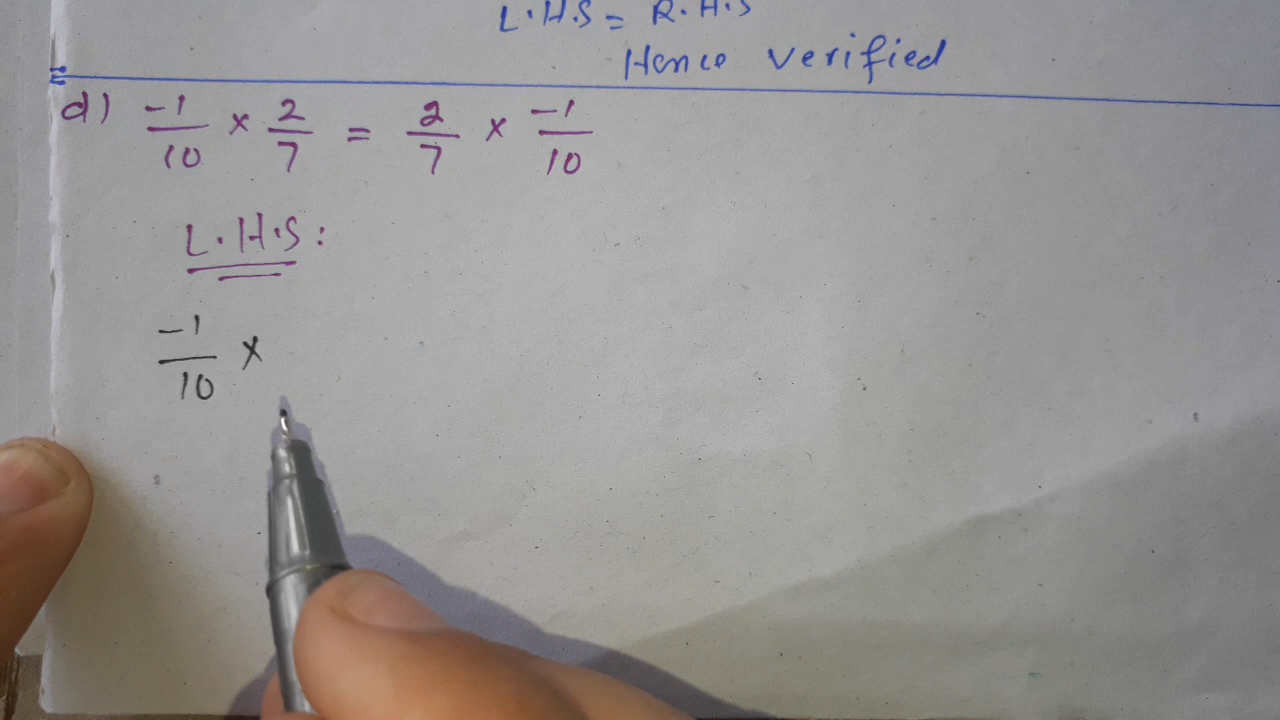 L.H.S = R.H.S
Hence verified
d) -1/10 × 2/7 = 2/7 × -1/10
L.H.S:
-1/10 ×